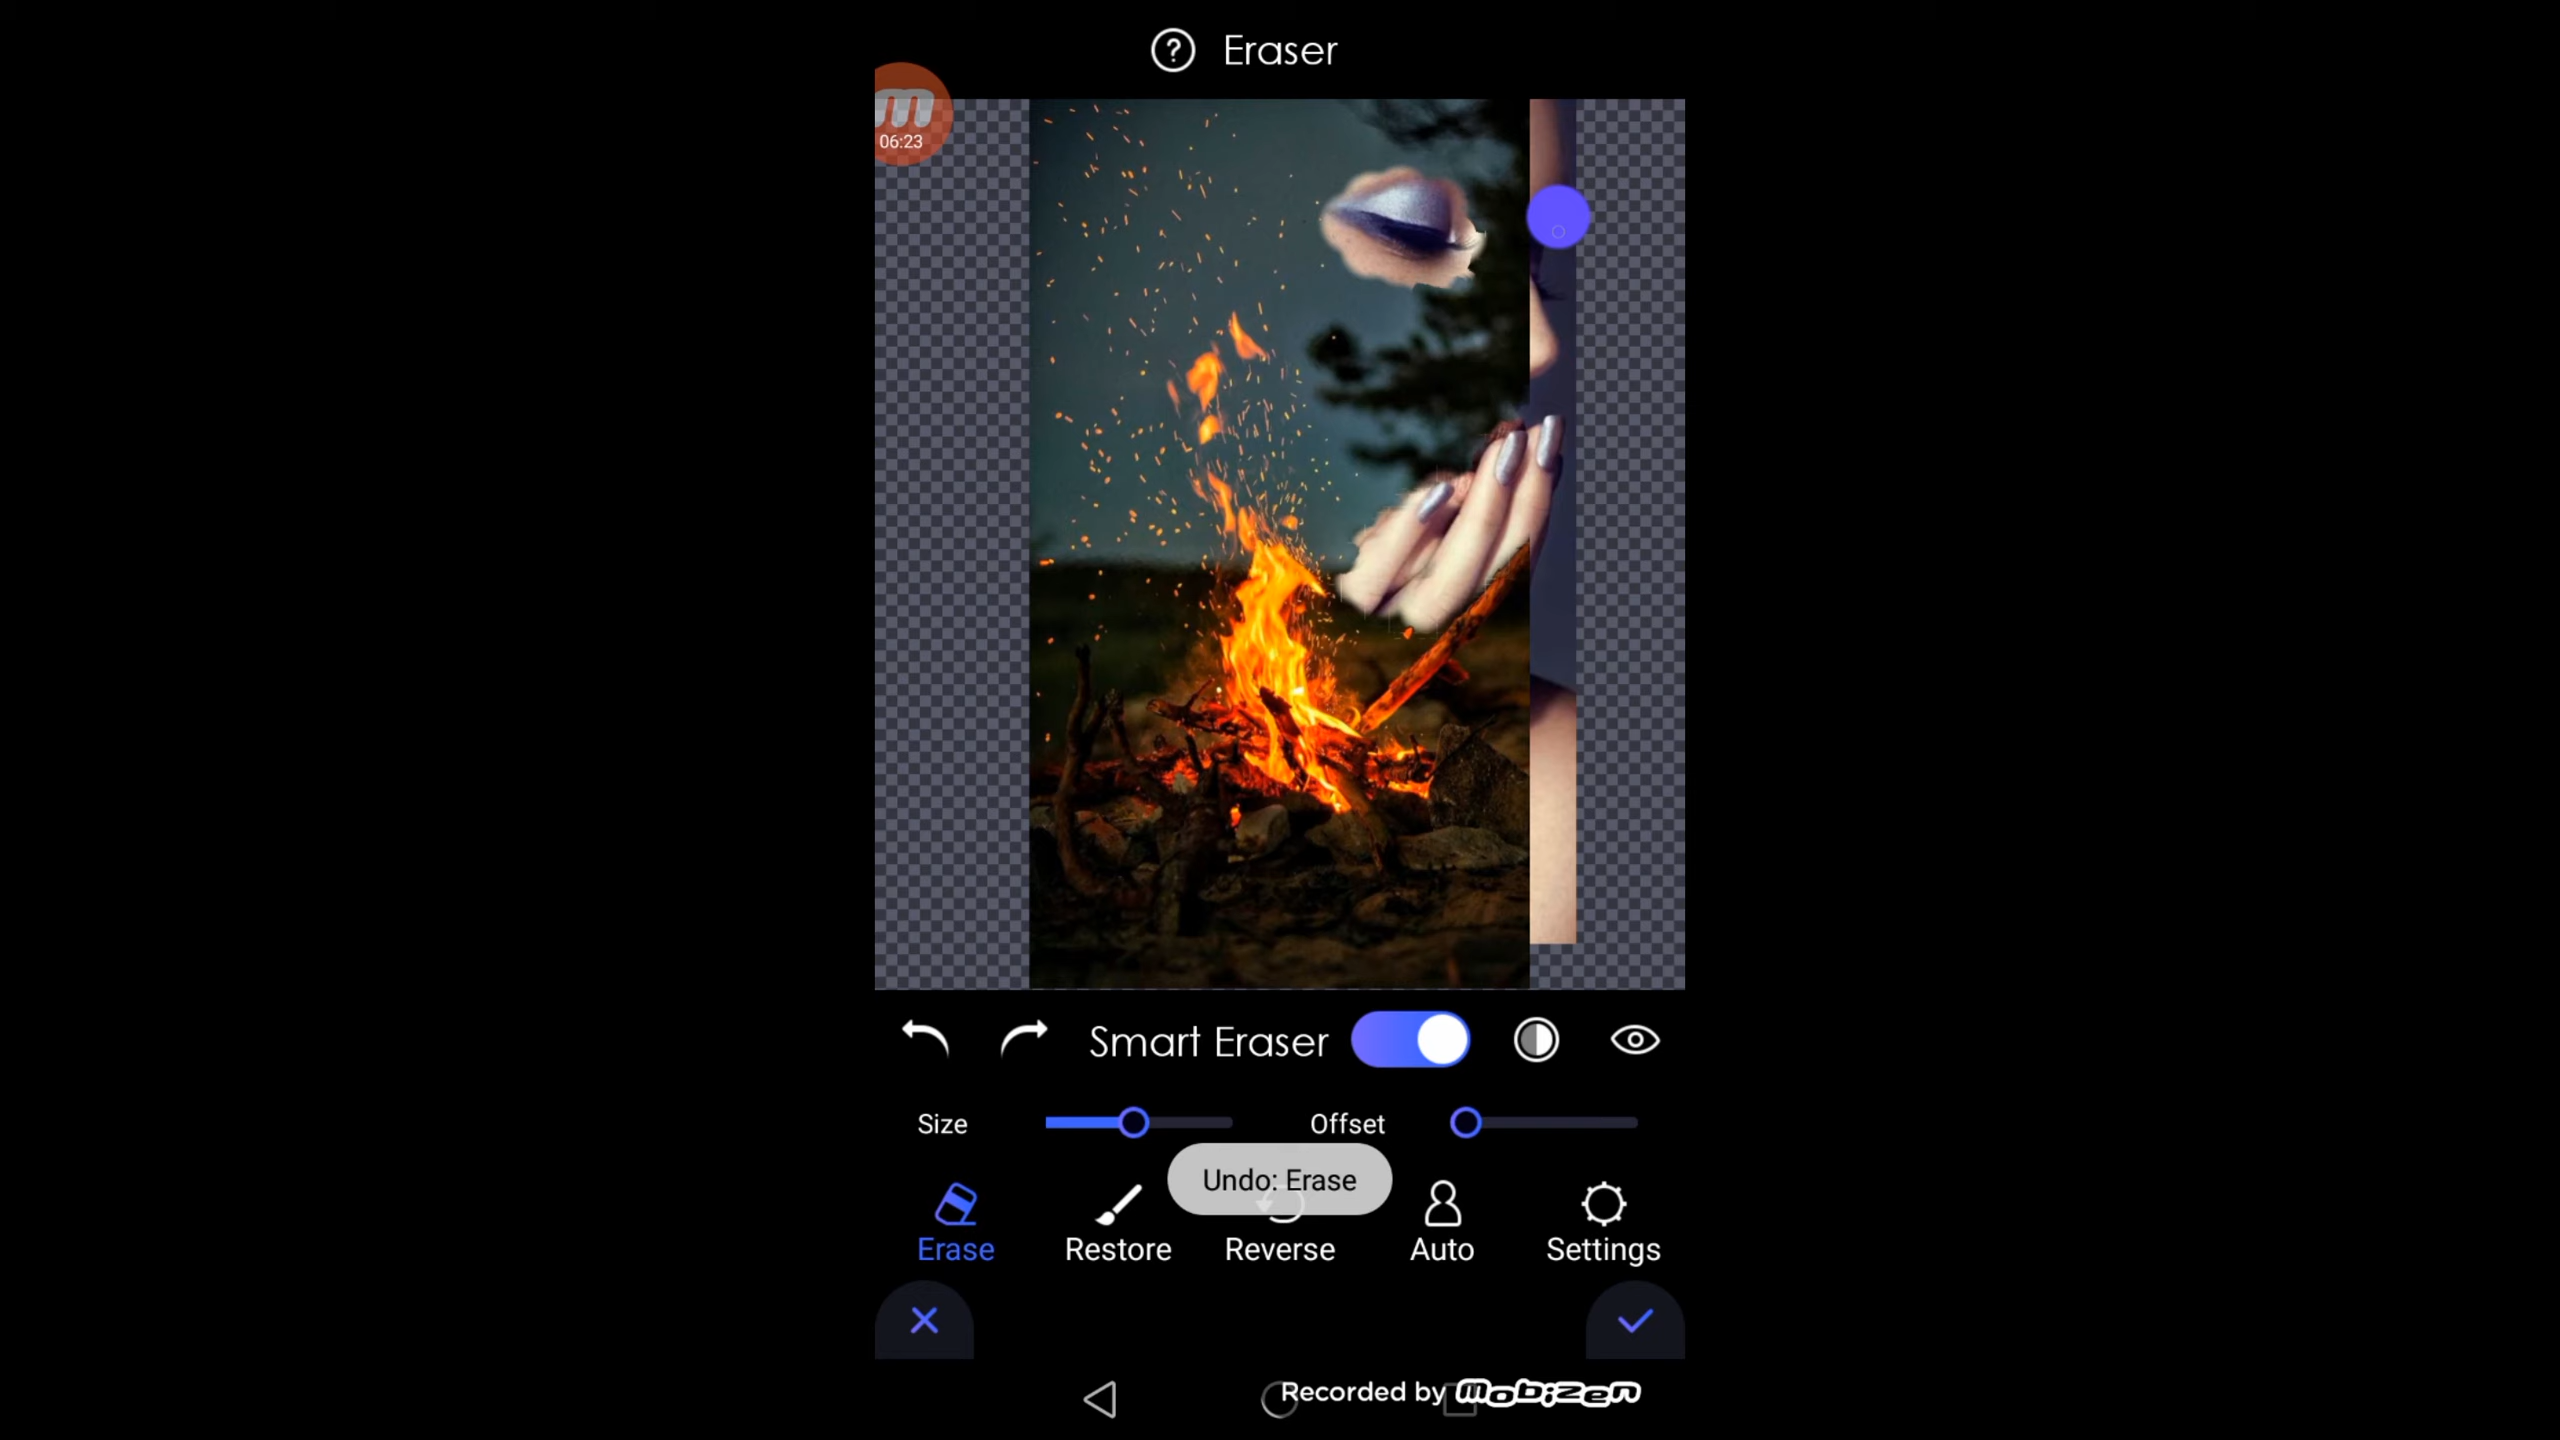 Eraser
m
06:23
Smart Eraser
Size
Offset
Undo: Erase
Erase
Restore
Reverse
Auto
Settings
Recorded by mobizen